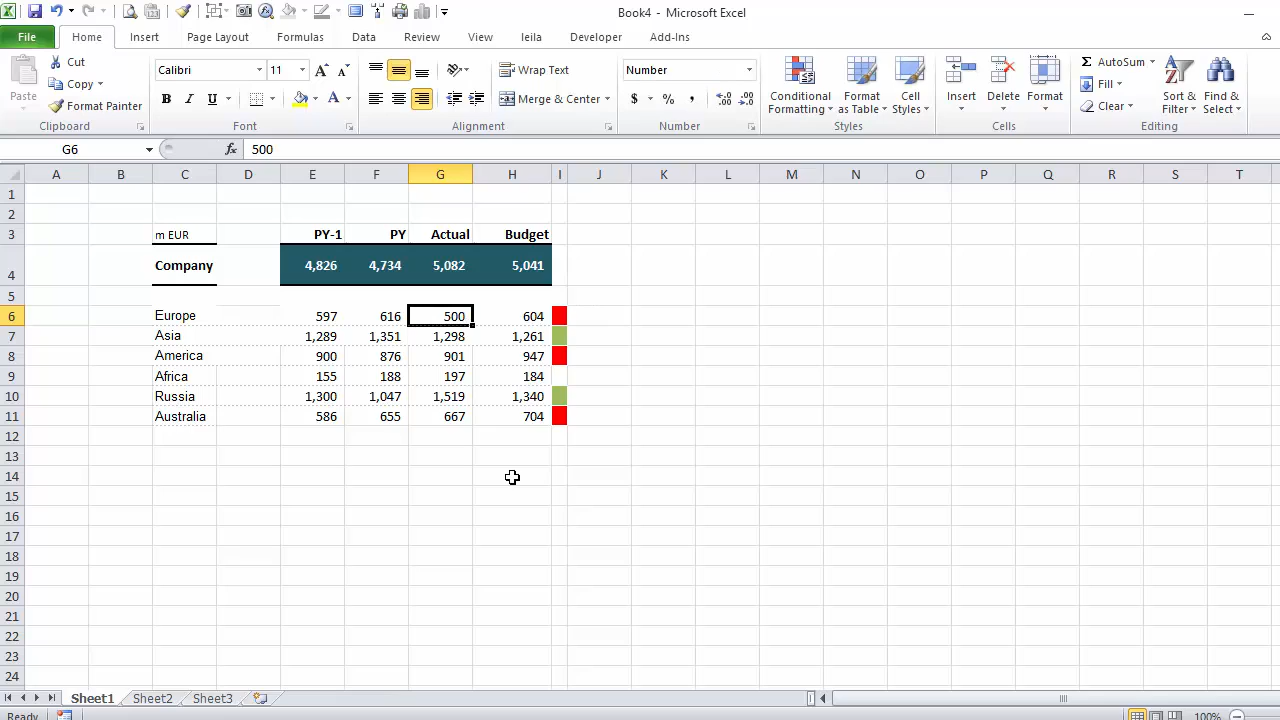 Book4 - Microsoft Excel
File Home Insert Page Layout Formulas Data Review View leila Developer Add-Ins
Paste
Cut
Copy
Format Painter
Clipboard
Calibri 11
B I U A
Font
Wrap Text
Merge & Center
Alignment
Number
$ % ,
Number
Conditional Formatting
Format as Table
Cell Styles
Styles
Insert
Delete
Format
Cells
AutoSum
Fill
Clear
Sort & Filter
Find & Select
Editing
G6 fx 500
A B C D E F G H I J K L M N O P Q R S T
1
2
3 m EUR PY-1 PY Actual Budget
4 Company 4,826 4,734 5,082 5,041
5
6 Europe 597 616 500 604
7 Asia 1,289 1,351 1,298 1,261
8 America 900 876 901 947
9 Africa 155 188 197 184
10 Russia 1,300 1,047 1,519 1,340
11 Australia 586 655 667 704
12
13
14
15
16
17
18
19
20
21
22
23
24
Sheet1 Sheet2 Sheet3
Ready 100%